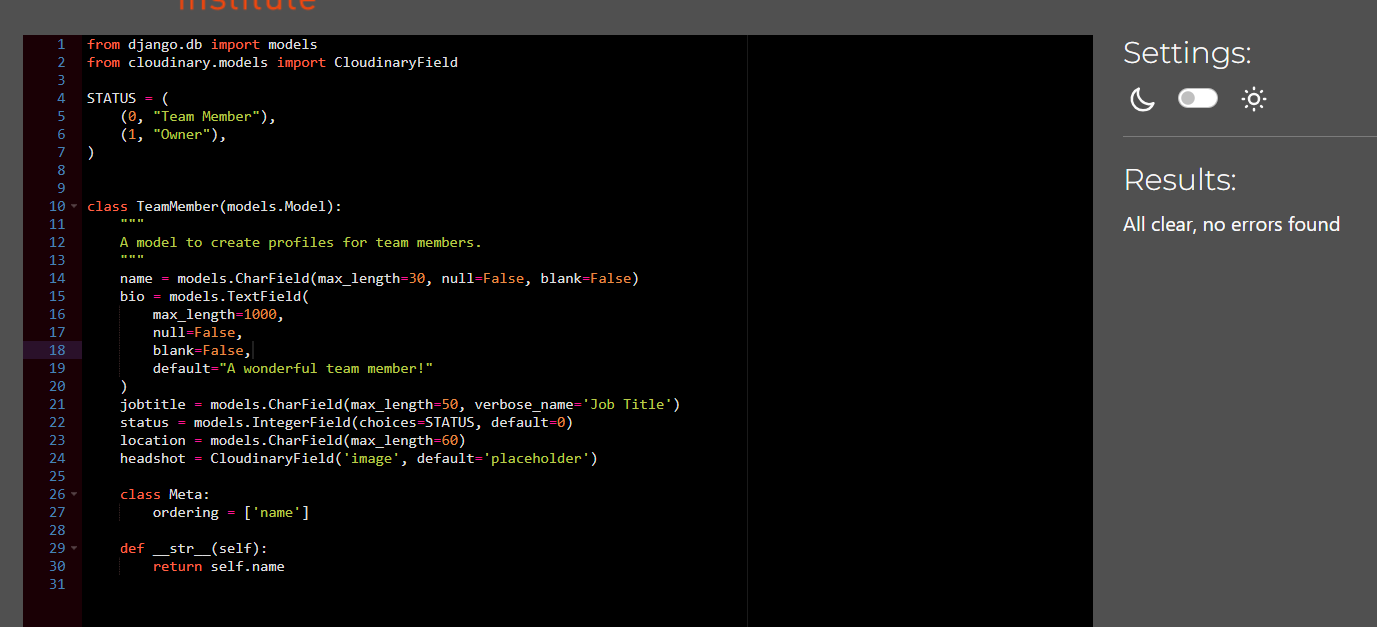 Institute
1 from django.db import models
2 from cloudinary.models import CloudinaryField
3
4 STATUS = (
5     (0, "Team Member"),
6     (1, "Owner"),
7 )
8
9
10 class TeamMember(models.Model):
11     """
12     A model to create profiles for team members.
13     """
14     name = models.CharField(max_length=30, null=False, blank=False)
15     bio = models.TextField(
16         max_length=1000,
17         null=False,
18         blank=False,
19         default="A wonderful team member!"
20     )
21     jobtitle = models.CharField(max_length=50, verbose_name='Job Title')
22     status = models.IntegerField(choices=STATUS, default=0)
23     location = models.CharField(max_length=60)
24     headshot = CloudinaryField('image', default='placeholder')
25
26     class Meta:
27         ordering = ['name']
28
29     def __str__(self):
30         return self.name
31
Settings:
Results:
All clear, no errors found